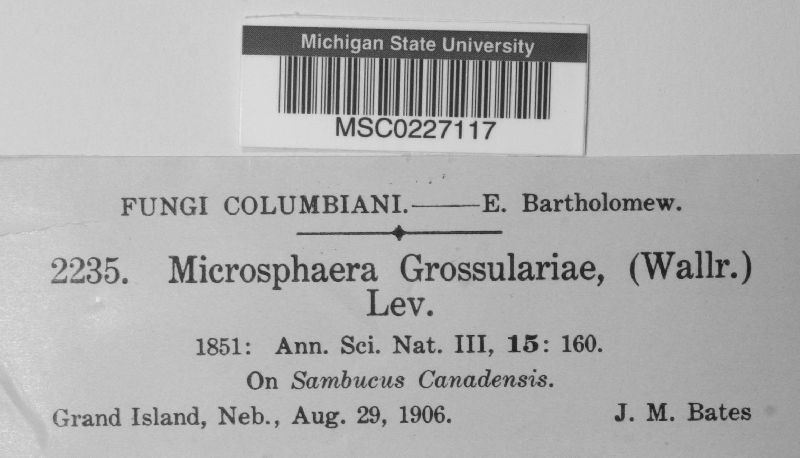 Michigan State University
MSC0227117
FUNGI COLUMBIANI.——E. Bartholomew.
2235. Microsphaera Grossulariae, (Wallr.)
Lev.
1851: Ann. Sci. Nat. III, 15: 160.
On Sambucus Canadensis.
Grand Island, Neb., Aug. 29, 1906. J. M. Bates